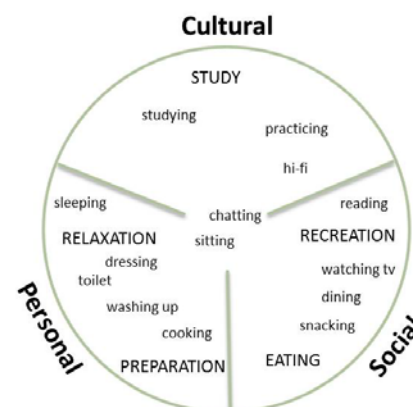 Cultural
STUDY
studying
practicing
hi-fi
sleeping
reading
chatting
sitting
RELAXATION
RECREATION
dressing
toilet
watching tv
dining
washing up
snacking
cooking
PREPARATION
EATING
Personal
Social